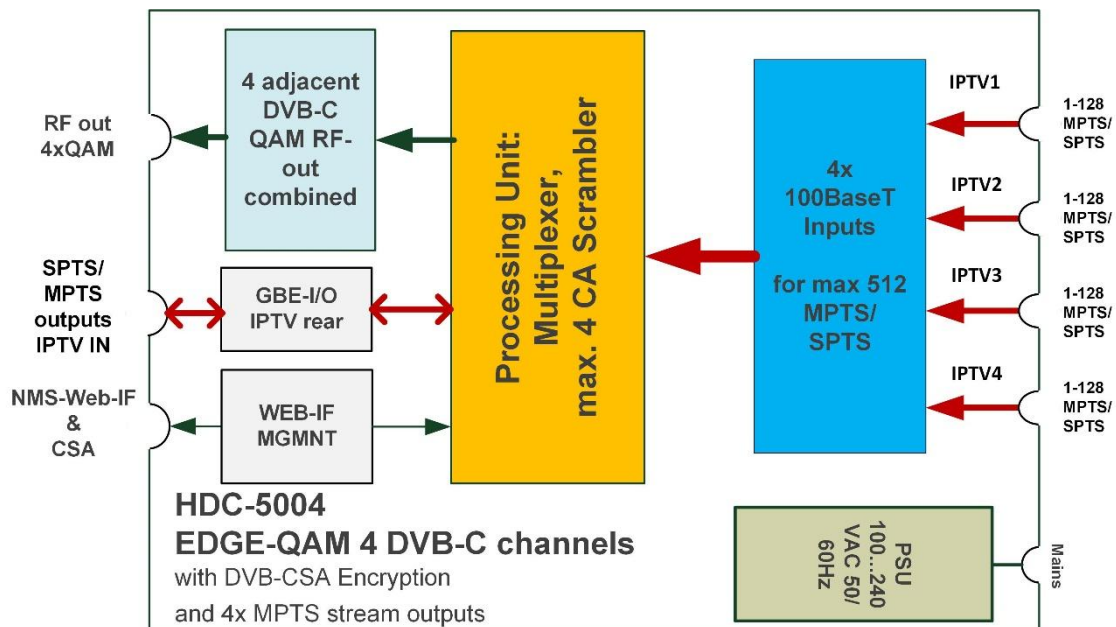 RF out
4xQAM
4 adjacent
DVB-C
QAM RF-
out
combined
SPTS/
MPTS
outputs
IPTV IN
GBE-I/O
IPTV rear
NMS-Web-IF
&
CSA
WEB-IF
MGMNT
Processing Unit:
Multiplexer,
max. 4 CA Scrambler
4x
100BaseT
Inputs
for max 512
MPTS/
SPTS
IPTV1
1-128
MPTS/
SPTS
IPTV2
1-128
MPTS/
SPTS
IPTV3
1-128
MPTS/
SPTS
IPTV4
1-128
MPTS/
SPTS
HDC-5004
EDGE-QAM 4 DVB-C channels
with DVB-CSA Encryption
and 4x MPTS stream outputs
PSU
100...240
VAC 50/
60Hz
Mains